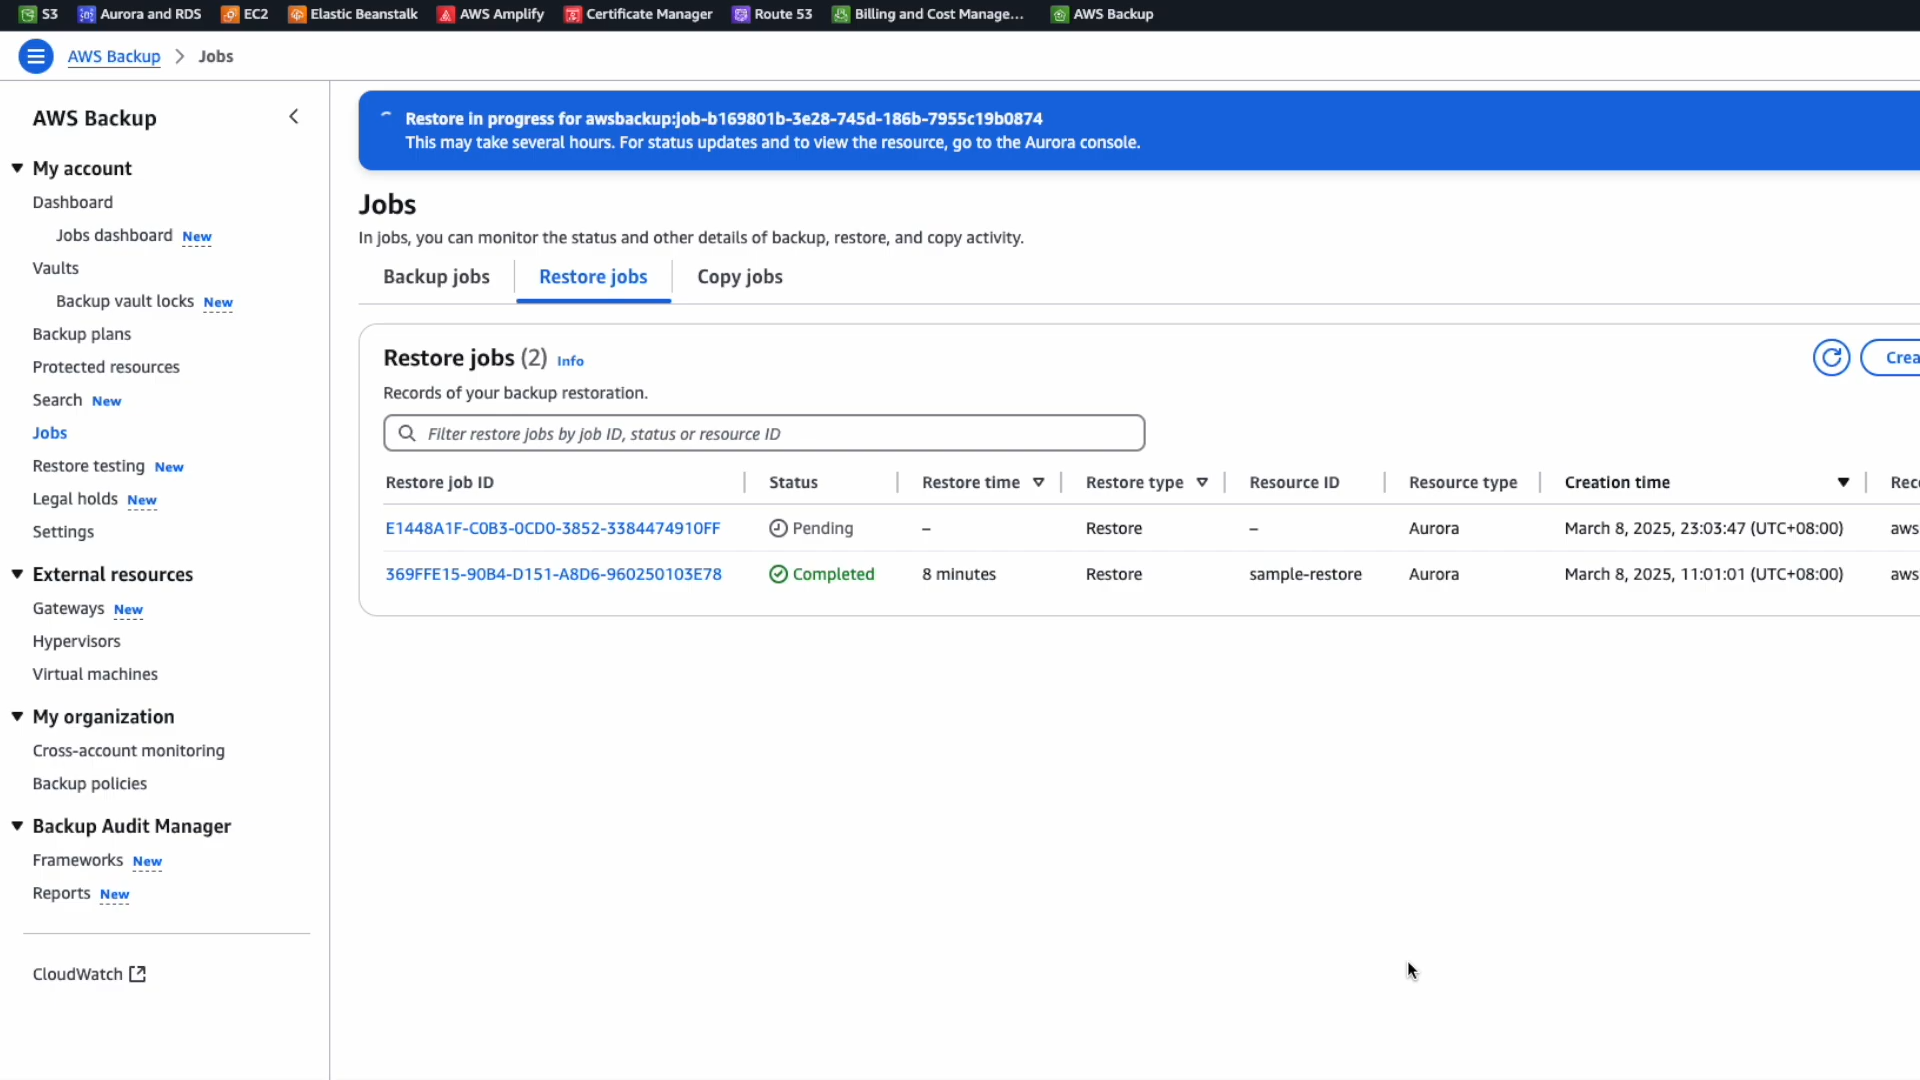 S3 Aurora and RDS EC2 Elastic Beanstalk AWS Amplify Certificate Manager Route 53 Billing and Cost Manage... AWS Backup
AWS Backup > Jobs
AWS Backup
My account
Dashboard
Jobs dashboard New
Vaults
Backup vault locks New
Backup plans
Protected resources
Search New
Jobs
Restore testing New
Legal holds New
Settings
External resources
Gateways New
Hypervisors
Virtual machines
My organization
Cross-account monitoring
Backup policies
Backup Audit Manager
Frameworks New
Reports New
CloudWatch
Restore in progress for awsbackup:job-b169801b-3e28-745d-186b-7955c19b0874
This may take several hours. For status updates and to view the resource, go to the Aurora console.
Jobs
In jobs, you can monitor the status and other details of backup, restore, and copy activity.
Backup jobs Restore jobs Copy jobs
Restore jobs (2) Info
Crea
Records of your backup restoration.
Filter restore jobs by job ID, status or resource ID
Restore job ID Status Restore time Restore type Resource ID Resource type Creation time Reco
E1448A1F-C0B3-0CD0-3852-3384474910FF Pending – Restore – Aurora March 8, 2025, 23:03:47 (UTC+08:00) aws
369FFE15-90B4-D151-A8D6-960250103E78 Completed 8 minutes Restore sample-restore Aurora March 8, 2025, 11:01:01 (UTC+08:00) aws